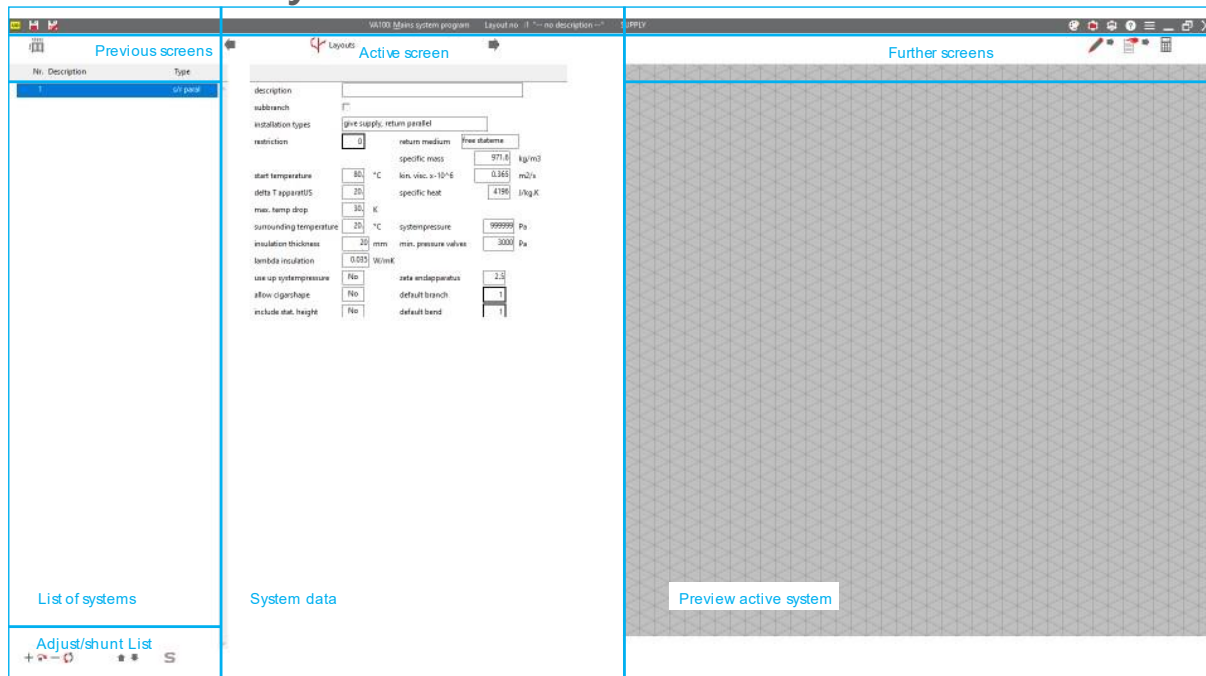 VA100: Mains system program Layout no :1 "-- no description --" SUPPLY
Previous screens
Layouts
Active screen
Further screens
Nr. Description Type
1 s/r paral
description
subbranch
installation types give supply, return parallel
restriction 0 return medium free stateme
specific mass 971.6 kg/m3
start temperature 80. °C kin. visc. x-10^6 0.365 m2/s
delta T apparatUS 20. specific heat 4196 J/kg.K
max. temp drop 30. K
surrounding temperature 20. °C systempressure 999999 Pa
insulation thickness 20 mm min. pressure valves 3000 Pa
lambda insulation 0.035 W/mK
use up systempressure No zeta endapparatus 2.5
allow cigarshape No default branch 1
include stat. height No default bend 1
List of systems
System data
Preview active system
Adjust/shunt List
S